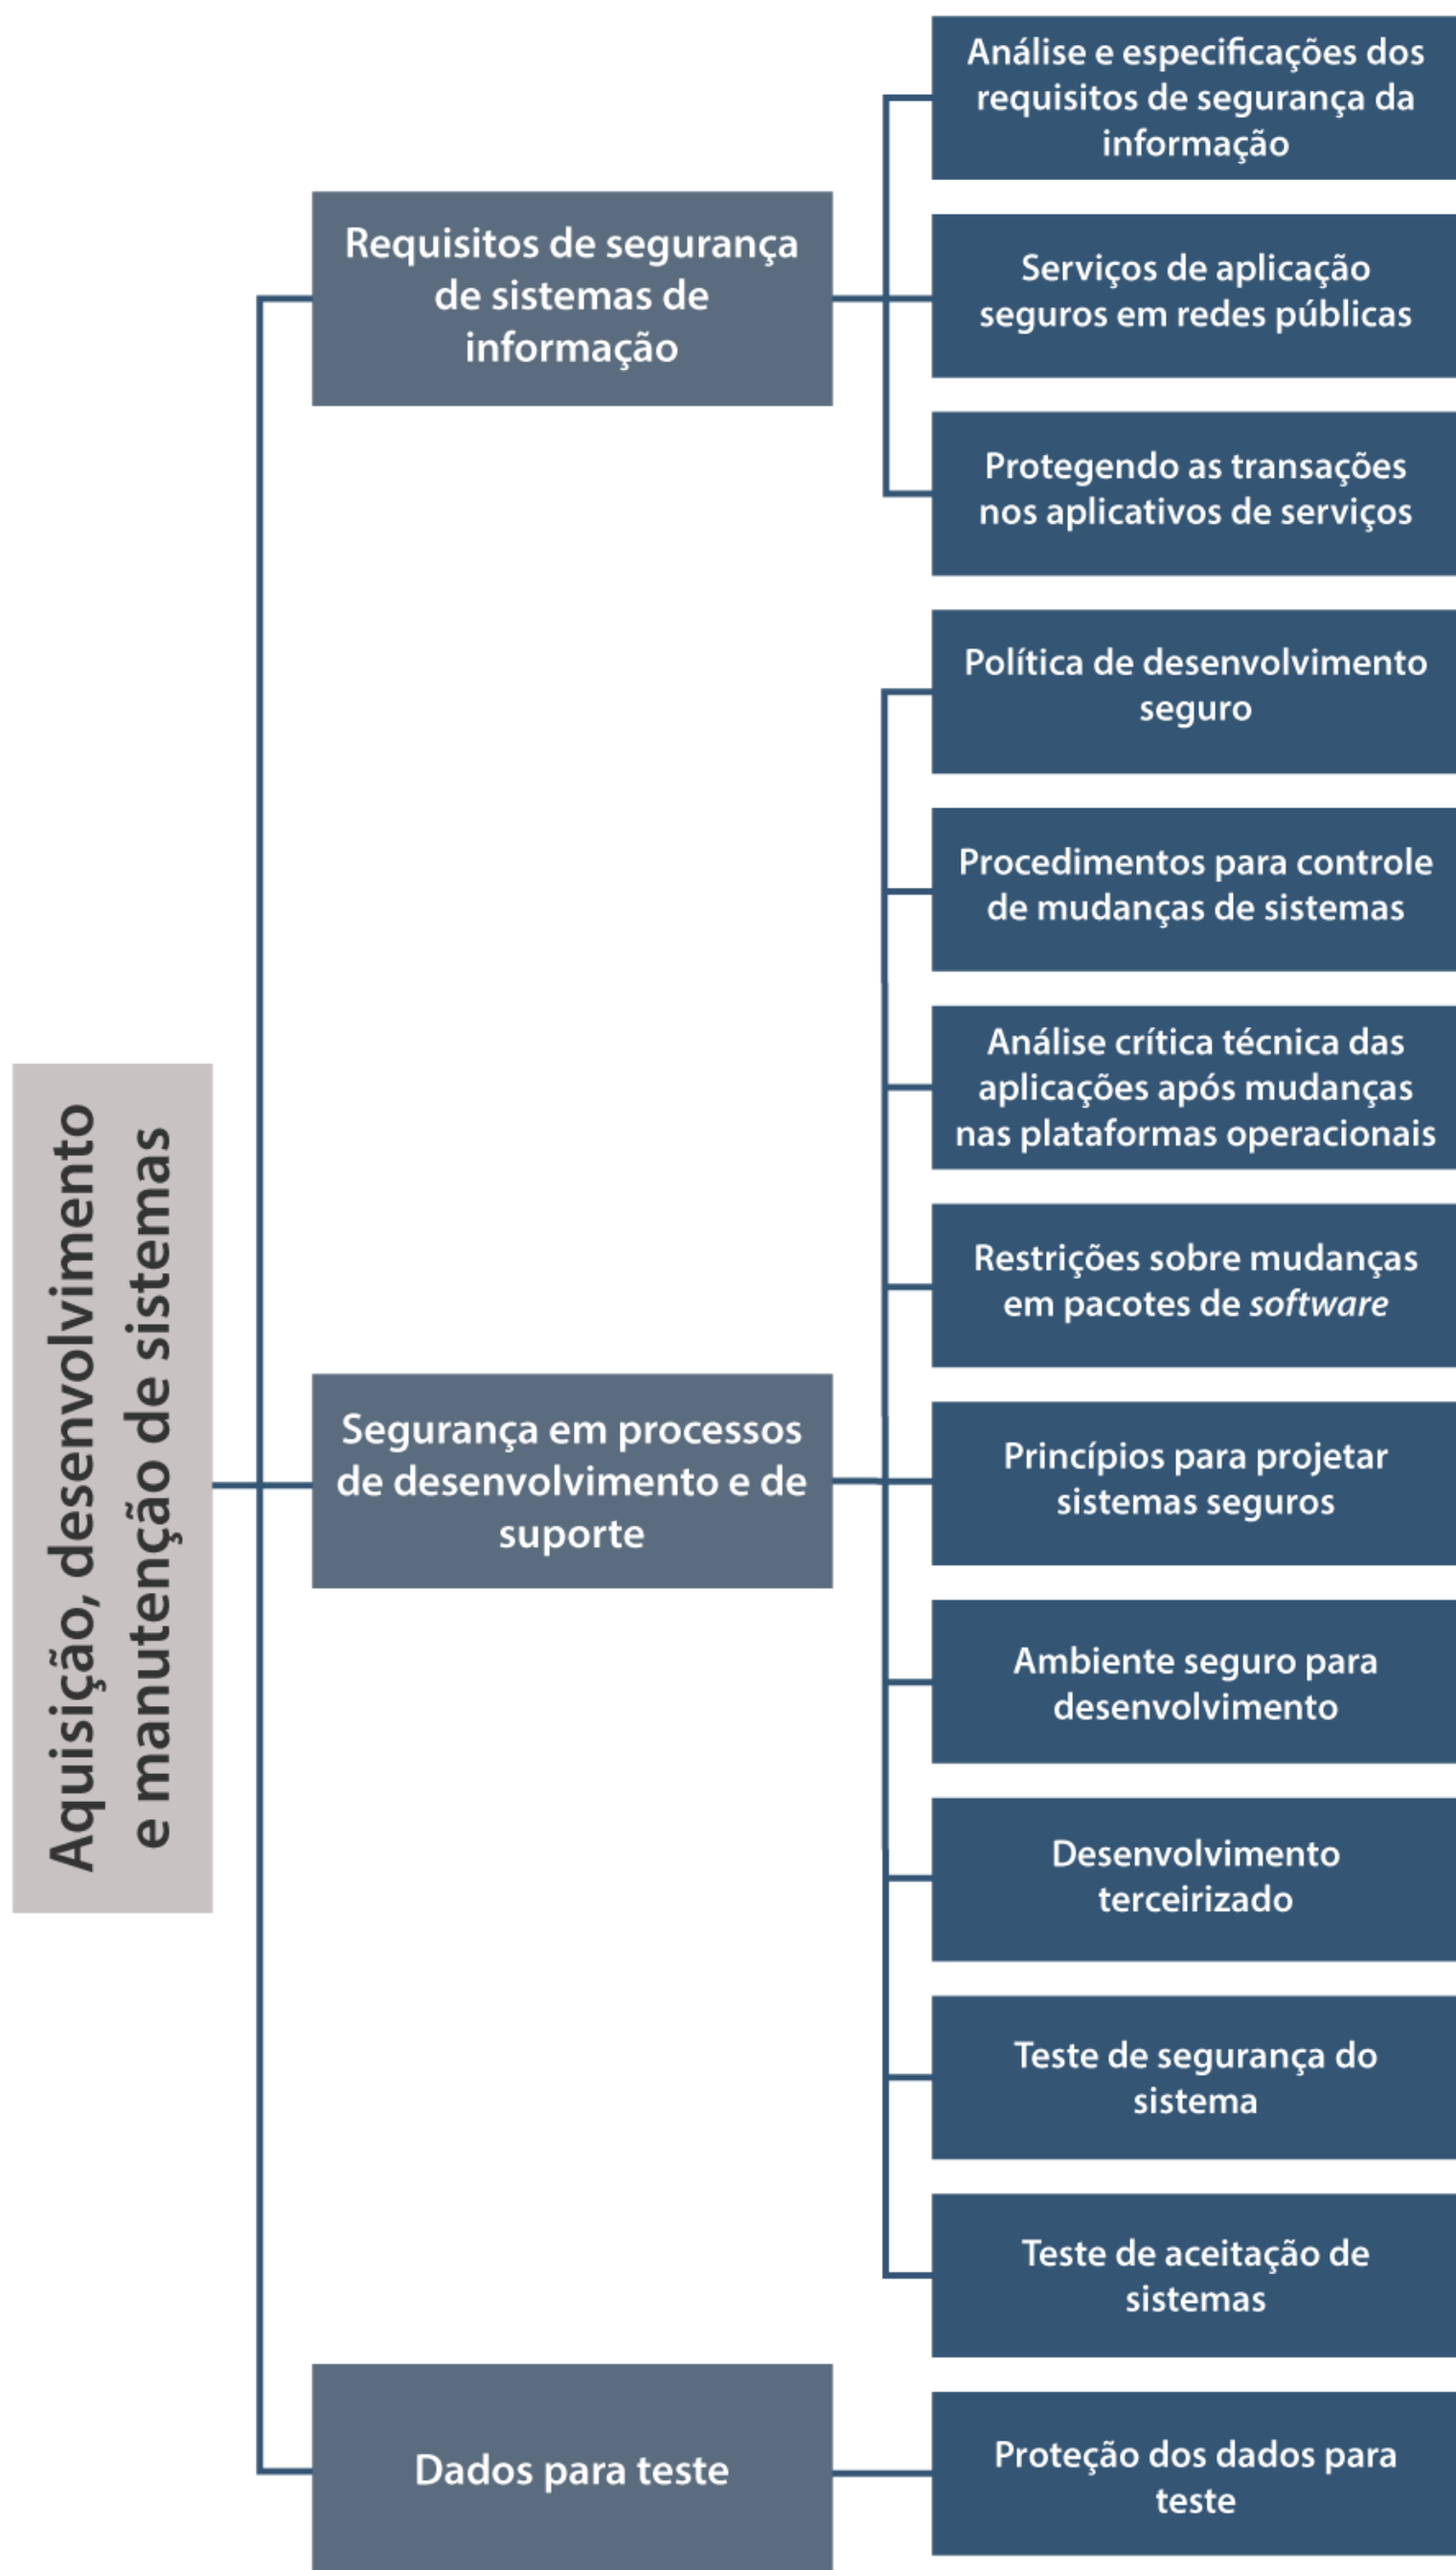 Aquisição, desenvolvimento
e manutenção de sistemas
Requisitos de segurança
de sistemas de
informação
Análise e especificações dos
requisitos de segurança da
informação
Serviços de aplicação
seguros em redes públicas
Protegendo as transações
nos aplicativos de serviços
Segurança em processos
de desenvolvimento e de
suporte
Política de desenvolvimento
seguro
Procedimentos para controle
de mudanças de sistemas
Análise crítica técnica das
aplicações após mudanças
nas plataformas operacionais
Restrições sobre mudanças
em pacotes de software
Princípios para projetar
sistemas seguros
Ambiente seguro para
desenvolvimento
Desenvolvimento
terceirizado
Teste de segurança do
sistema
Teste de aceitação de
sistemas
Dados para teste
Proteção dos dados para
teste